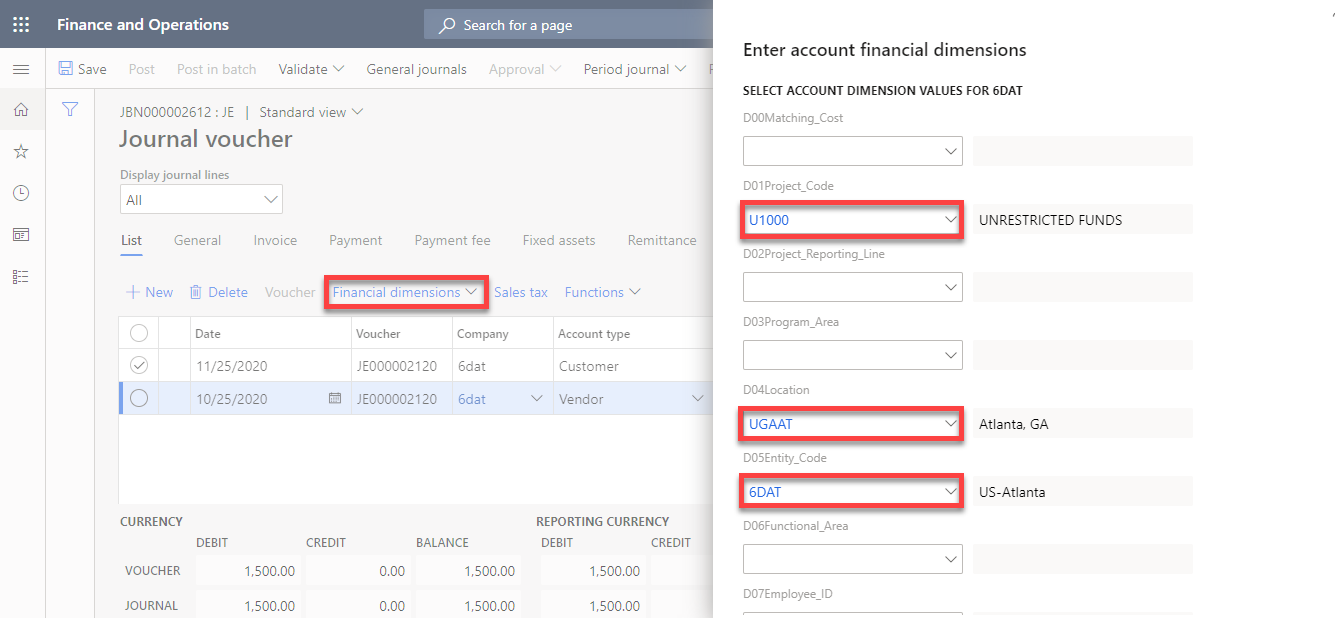 Finance and Operations
Search for a page
Save Post Post in batch Validate General journals Approval Period journal
JBN000002612 : JE | Standard view
Journal voucher
Display journal lines
All
List General Invoice Payment Payment fee Fixed assets Remittance
New Delete Voucher Financial dimensions Sales tax Functions
Date Voucher Company Account type
11/25/2020 JE000002120 6dat Customer
10/25/2020 JE000002120 6dat Vendor
CURRENCY REPORTING CURRENCY
DEBIT CREDIT BALANCE DEBIT CREDIT
VOUCHER 1,500.00 0.00 1,500.00 1,500.00
JOURNAL 1,500.00 0.00 1,500.00 1,500.00
Enter account financial dimensions
SELECT ACCOUNT DIMENSION VALUES FOR 6DAT
D00Matching_Cost
D01Project_Code
U1000 UNRESTRICTED FUNDS
D02Project_Reporting_Line
D03Program_Area
D04Location
UGAAT Atlanta, GA
D05Entity_Code
6DAT US-Atlanta
D06Functional_Area
D07Employee_ID